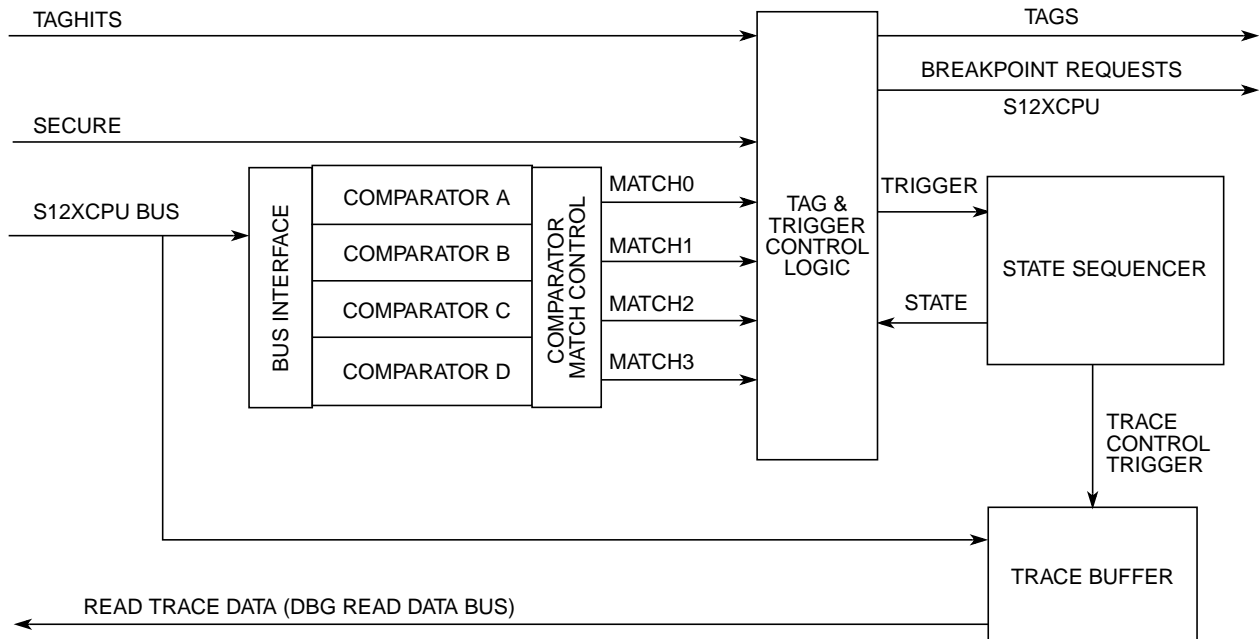 TAGHITS
TAGS
BREAKPOINT REQUESTS
S12XCPU
SECURE
S12XCPU BUS
BUS INTERFACE
COMPARATOR A
COMPARATOR B
COMPARATOR C
COMPARATOR D
COMPARATOR
MATCH CONTROL
MATCH0
MATCH1
MATCH2
MATCH3
TAG &
TRIGGER
CONTROL
LOGIC
TRIGGER
STATE
STATE SEQUENCER
TRACE
CONTROL
TRIGGER
TRACE BUFFER
READ TRACE DATA (DBG READ DATA BUS)